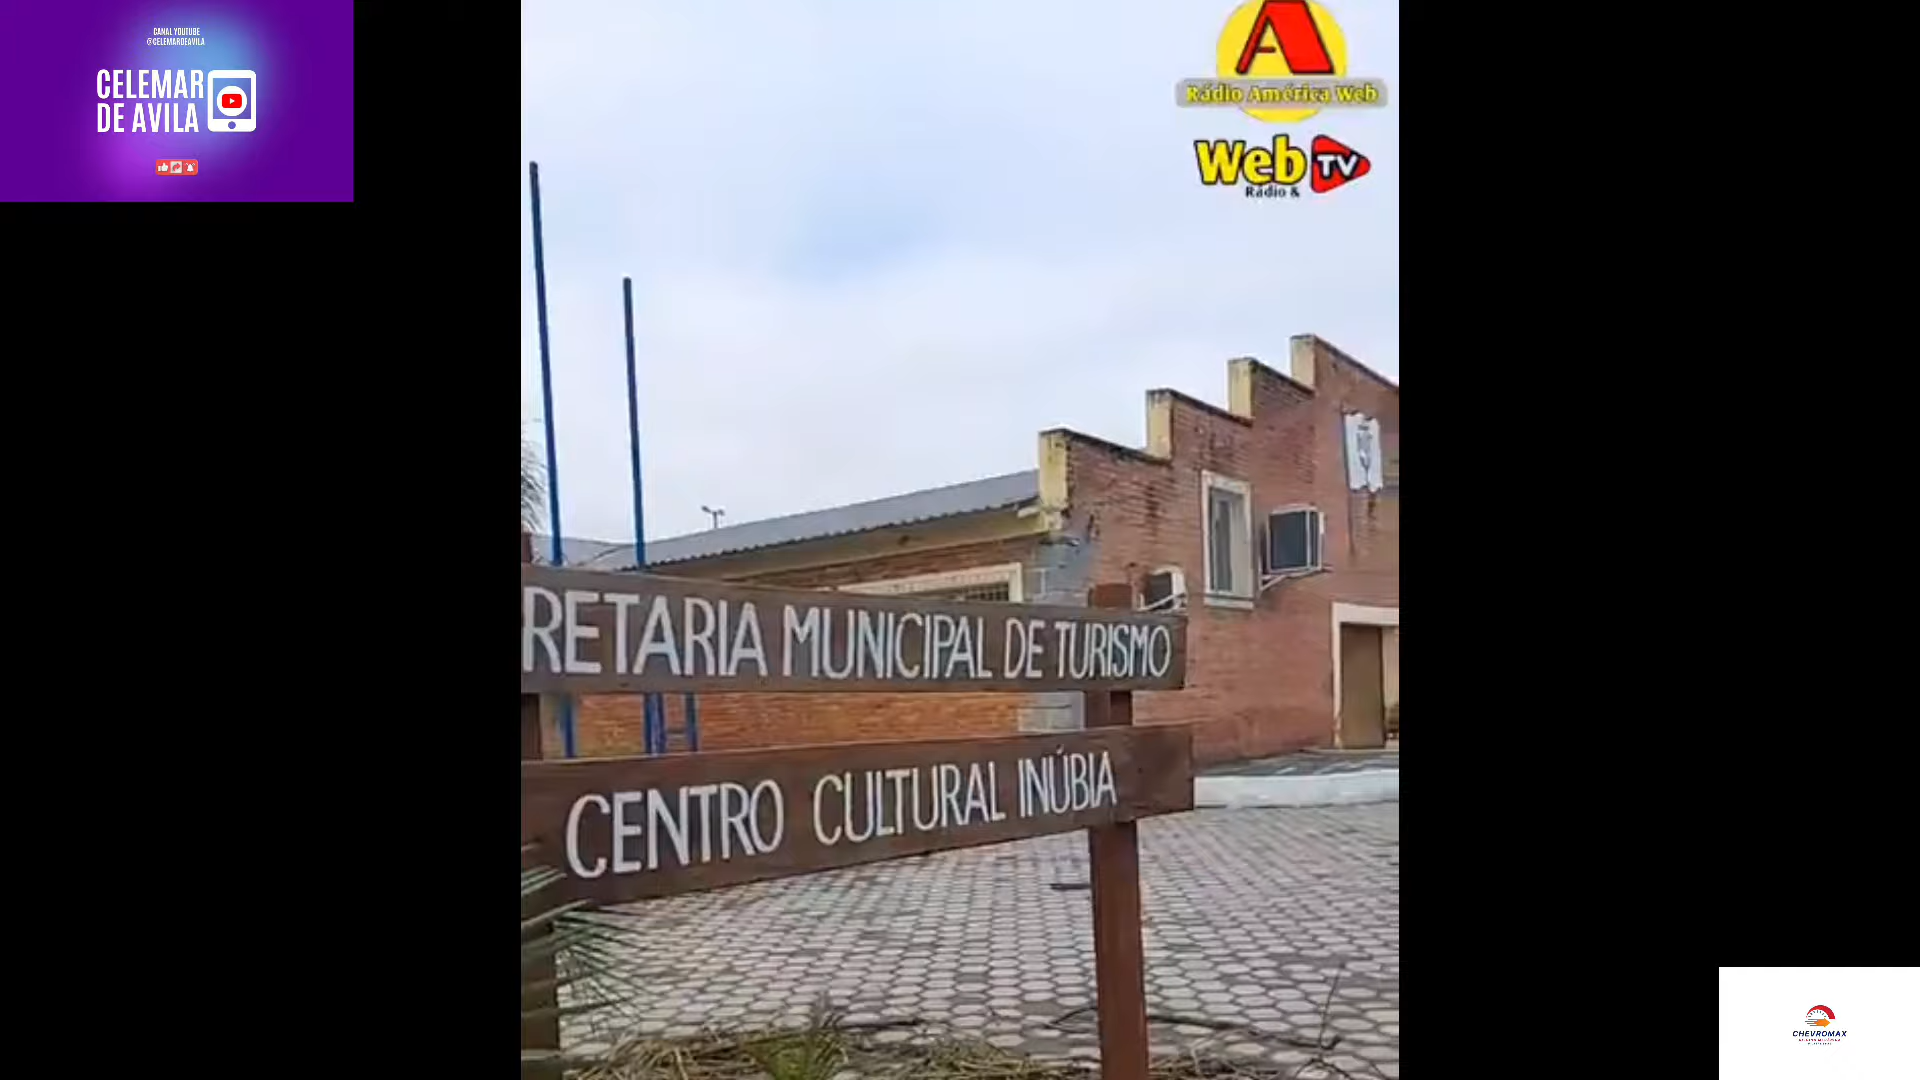 CANAL YOUTUBE
@CELEMARDEAVILA
CELEMAR
DE AVILA
A
Rádio América Web
Web TV
Rádio &
RETARIA MUNICIPAL DE TURISMO
CENTRO CULTURAL INÚBIA
CHEVROMAX